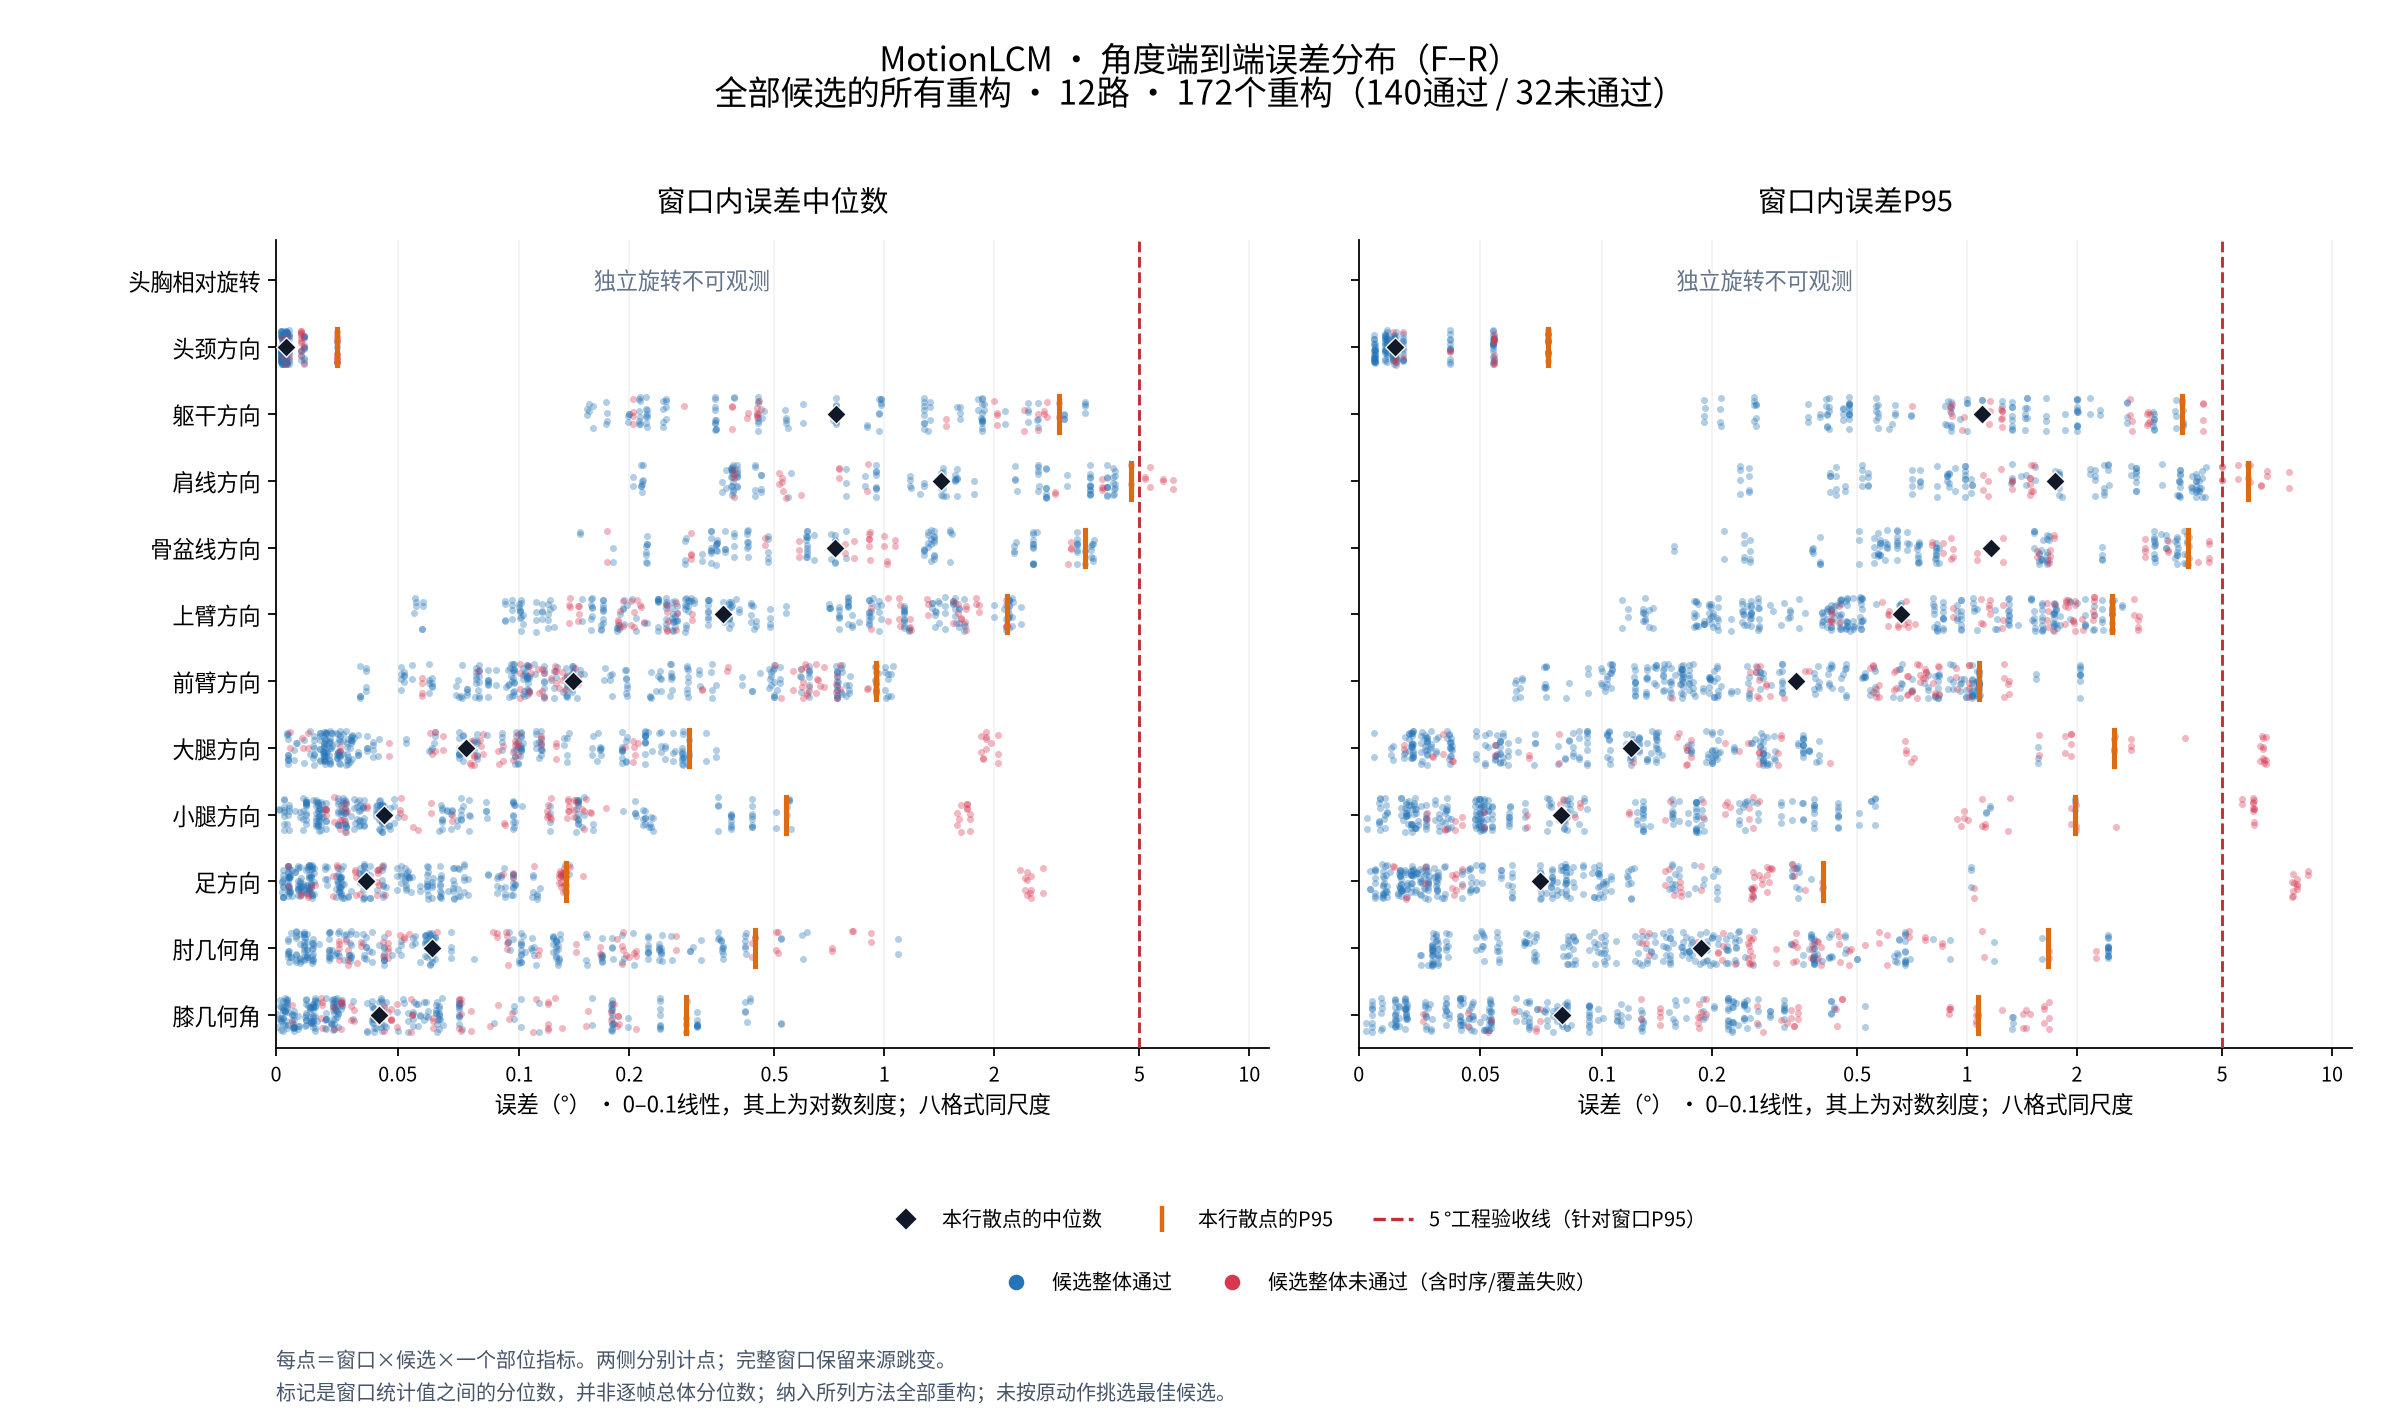 MotionLCM · 角度端到端误差分布（F−R）
全部候选的所有重构 · 12路 · 172个重构（140通过 / 32未通过）
窗口内误差中位数
窗口内误差P95
头胸相对旋转
头颈方向
躯干方向
肩线方向
骨盆线方向
上臂方向
前臂方向
大腿方向
小腿方向
足方向
肘几何角
膝几何角
独立旋转不可观测
独立旋转不可观测
0 0.05 0.1 0.2 0.5 1 2 5 10
0 0.05 0.1 0.2 0.5 1 2 5 10
误差（°） · 0–0.1线性，其上为对数刻度；八格式同尺度
误差（°） · 0–0.1线性，其上为对数刻度；八格式同尺度
本行散点的中位数
本行散点的P95
5 °工程验收线（针对窗口P95）
候选整体通过
候选整体未通过（含时序/覆盖失败）
每点＝窗口×候选×一个部位指标。两侧分别计点；完整窗口保留来源跳变。
标记是窗口统计值之间的分位数，并非逐帧总体分位数；纳入所列方法全部重构；未按原动作挑选最佳候选。